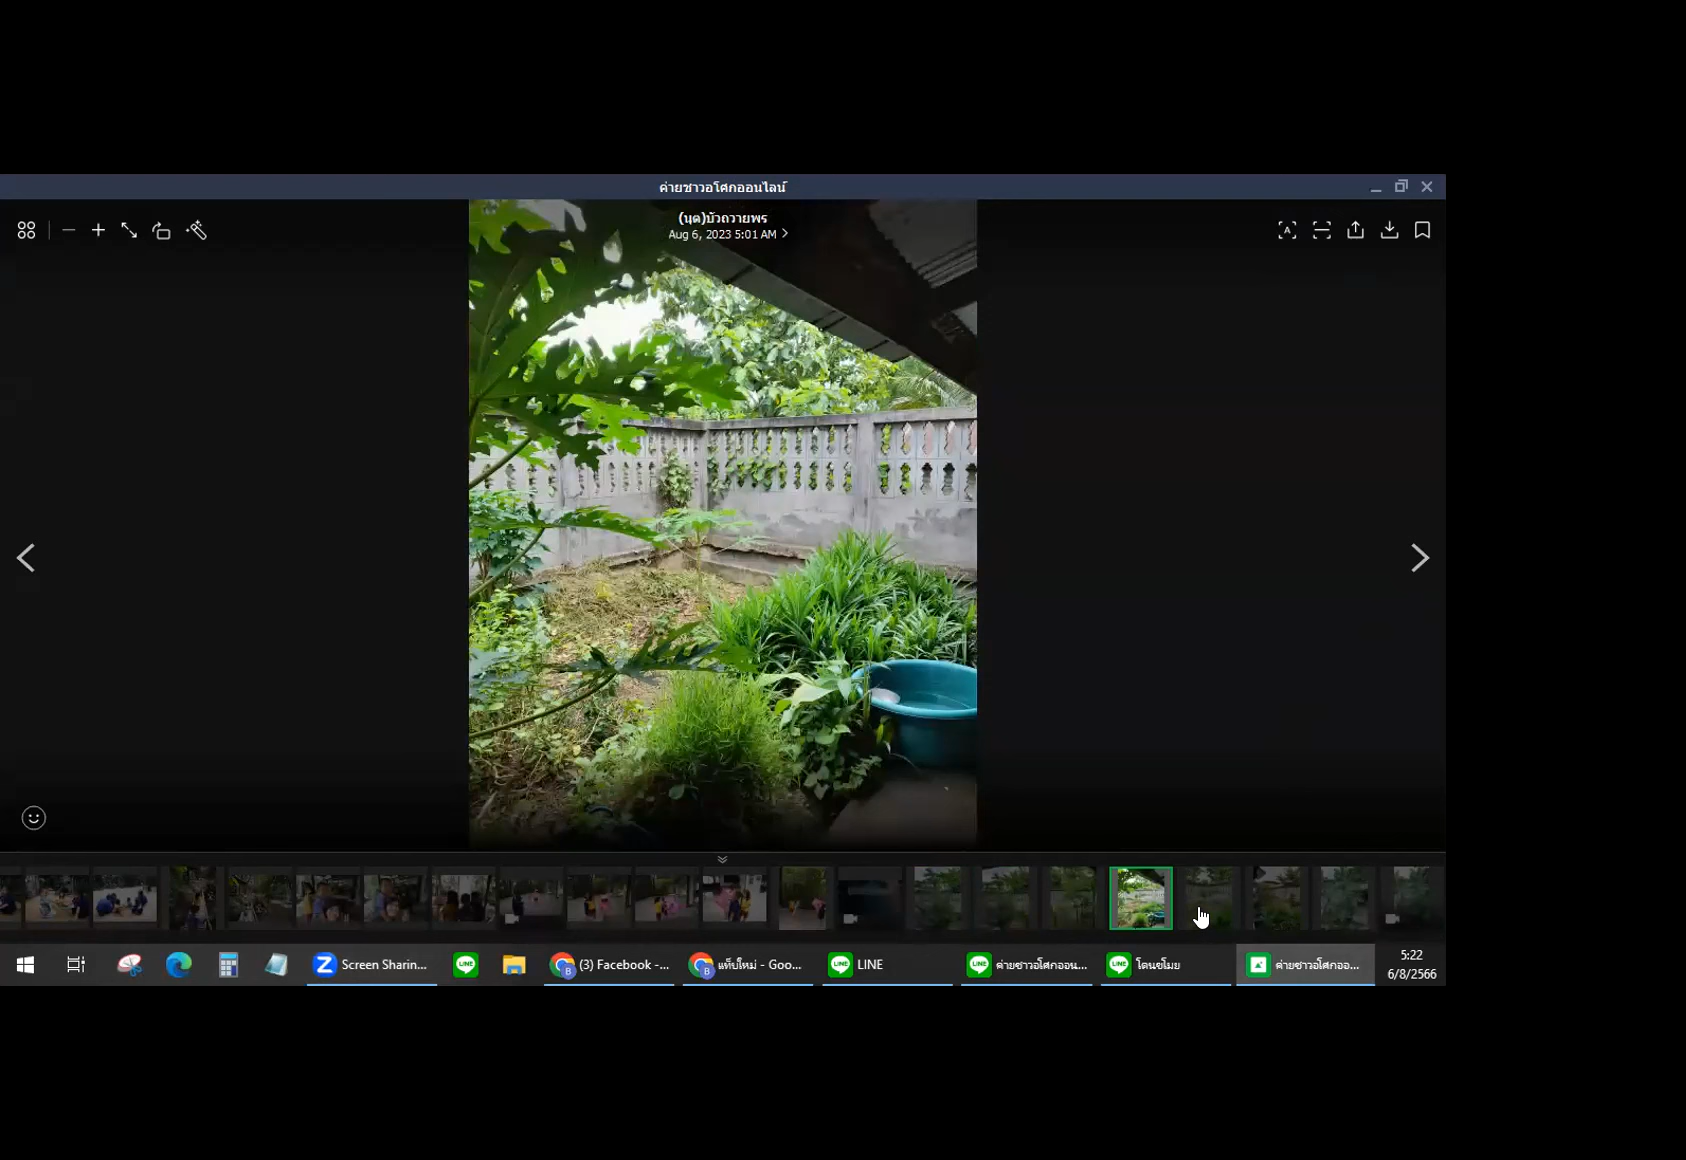 ค่ายชาวอโศกออนไลน์
(นุด)บัวถวายพร
Aug 6, 2023 5:01 AM
Screen Sharin...
(3) Facebook -...
แท็บใหม่ - Goo...
LINE
ค่ายชาวอโศกออน...
โดนขโมย
ค่ายชาวอโศกออ...
5:22
6/8/2566